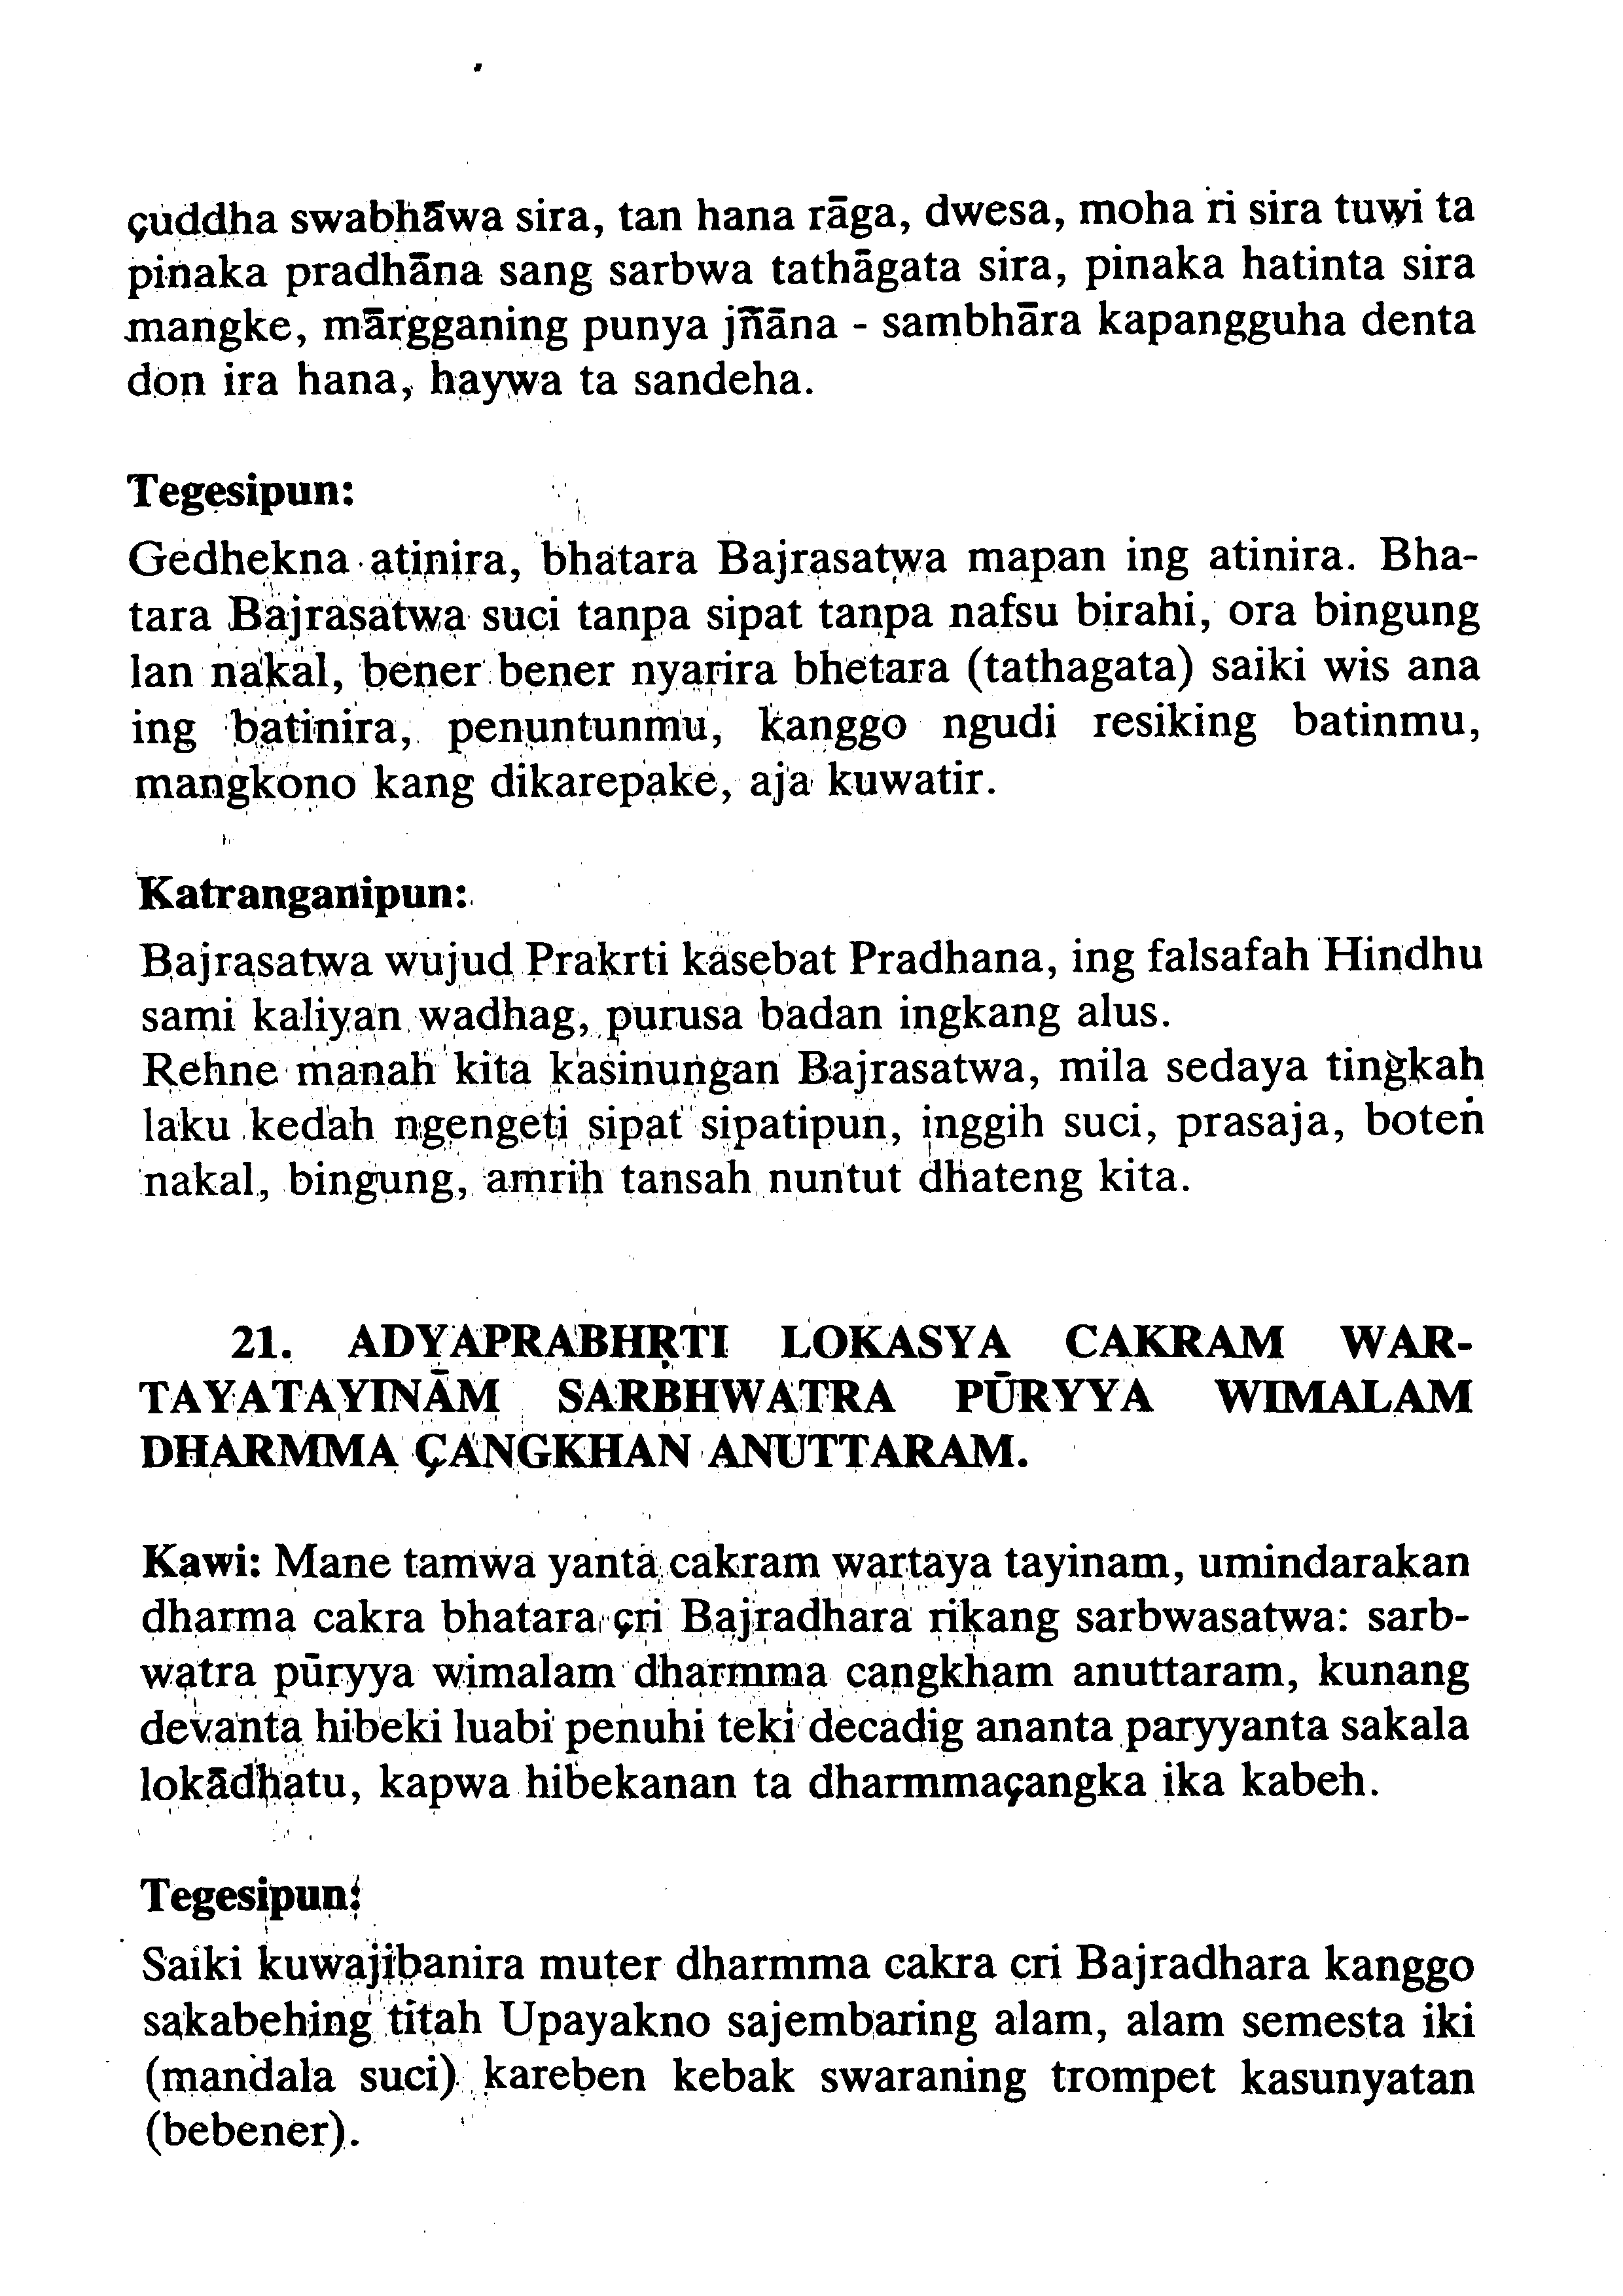 çuddha swabhāwa sira, tan hana rāga, dwesa, moha ri sira tuwi ta
pinaka pradhāna sang sarbwa tathāgata sira, pinaka hatinta sira
mangke, mārgganing punya jñāna - sambhāra kapangguha denta
don ira hana, haywa ta sandeha.
Tegesipun:
Gedhekna atinira, bhatara Bajrasatwa mapan ing atinira. Bha-
tara Bajrasatwa suci tanpa sipat tanpa nafsu birahi, ora bingung
lan nakal, bener bener nyarira bhetara (tathagata) saiki wis ana
ing batinira, penuntunmu, kanggo ngudi resiking batinmu,
mangkono kang dikarepake, aja kuwatir.
Katranganipun:
Bajrasatwa wujud Prakrti kasebat Pradhana, ing falsafah Hindhu
sami kaliyan wadhag, purusa badan ingkang alus.
Rehne manah kita kasinungan Bajrasatwa, mila sedaya tingkah
laku kedah ngengeti sipat sipatipun, inggih suci, prasaja, boten
nakal, bingung, amrih tansah nuntut dhateng kita.
21. ADYAPRABHṚTI LOKASYA CAKRAM WAR-
TAYATAYINĀM SARBHWATRA PŪRYYA WIMALAM
DHARMMA ÇANGKHAN ANUTTARAM.
Kawi: Mane tamwa yanta cakram wartaya tayinam, umindarakan
dharma cakra bhatara çri Bajradhara rikang sarbwasatwa: sarb-
watra pūryya wimalam dharmma cangkham anuttaram, kunang
devanta hibeki luabi penuhi teki decadig ananta paryyanta sakala
lokādhatu, kapwa hibekanan ta dharmmaçangka ika kabeh.
Tegesipun:
Saiki kuwajibanira muter dharmma cakra cri Bajradhara kanggo
sakabehing titah Upayakno sajembaring alam, alam semesta iki
(mandala suci) kareben kebak swaraning trompet kasunyatan
(bebener).